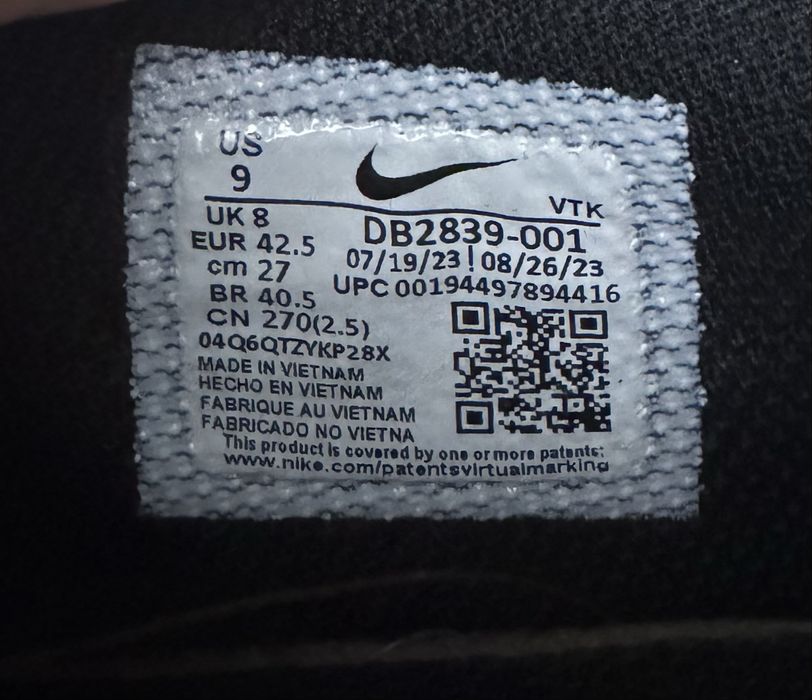 US
9
VTK
UK 8
DB2839-001
EUR 42.5
07/19/23 ! 08/26/23
cm 27
UPC 00194497894416
BR 40.5
CN 270(2.5)
04Q6QTZYKP28X
MADE IN VIETNAM
HECHO EN VIETNAM
FABRIQUE AU VIETNAM
FABRICADO NO VIETNA
This product is covered by one or more patents:
www.nike.com/patentsvirtualmarking